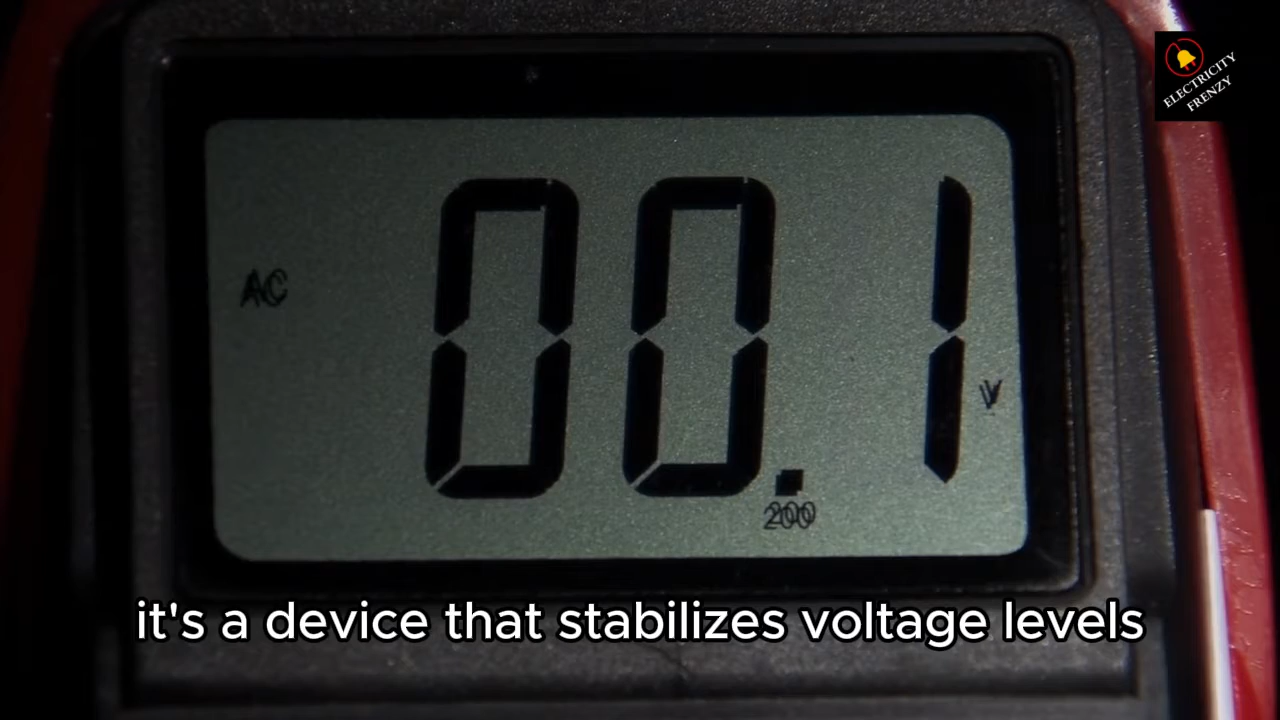 ELECTRICITY
FRENZY
AC
00.1
V
200
it's a device that stabilizes voltage levels